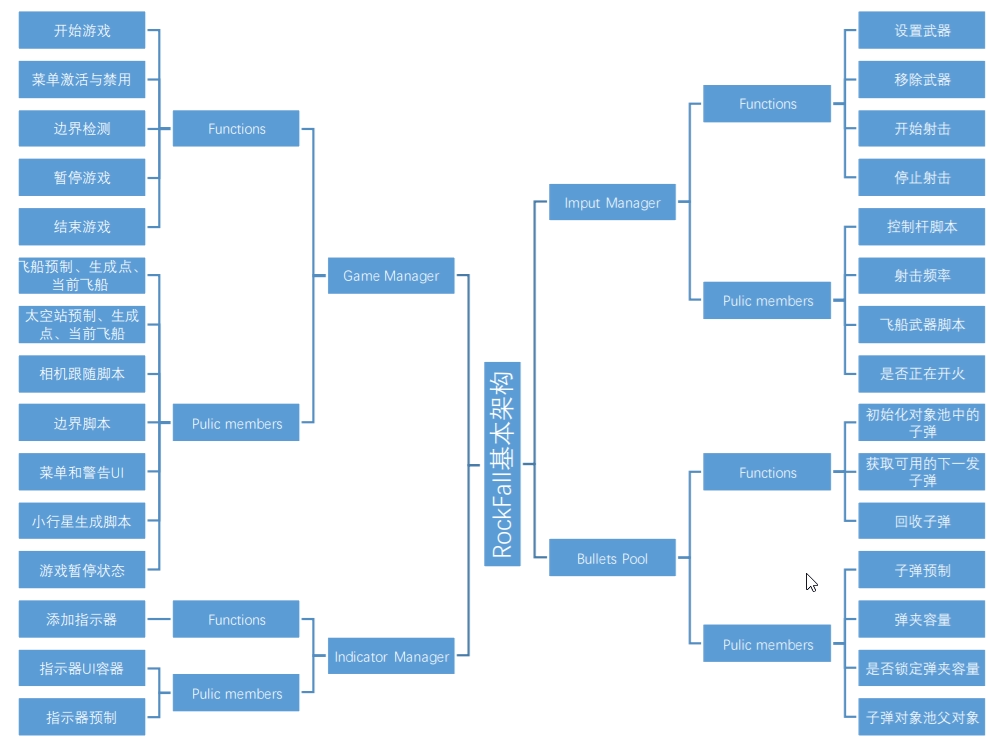 开始游戏
菜单激活与禁用
边界检测
暂停游戏
结束游戏
Functions
飞船预制、生成点、
当前飞船
太空站预制、生成
点、当前飞船
相机跟随脚本
边界脚本
菜单和警告UI
小行星生成脚本
游戏暂停状态
Pulic members
Game Manager
添加指示器
Functions
指示器UI容器
指示器预制
Pulic members
Indicator Manager
RockFall基本架构
Imput Manager
Functions
设置武器
移除武器
开始射击
停止射击
Pulic members
控制杆脚本
射击频率
飞船武器脚本
是否正在开火
Bullets Pool
Functions
初始化对象池中的
子弹
获取可用的下一发
子弹
回收子弹
Pulic members
子弹预制
弹夹容量
是否锁定弹夹容量
子弹对象池父对象